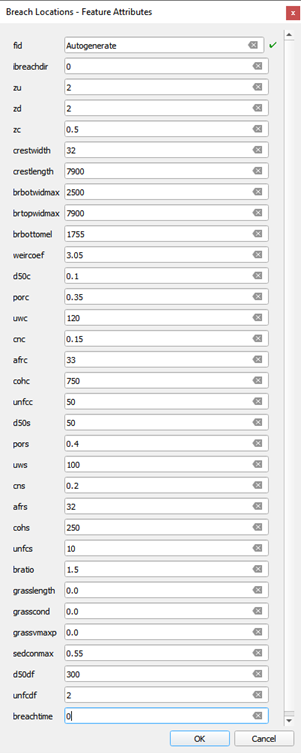 Breach Locations - Feature Attributes
fid Autogenerate
ibreachdir 0
zu 2
zd 2
zc 0.5
crestwidth 32
crestlength 7900
brbotwidmax 2500
brtopwidmax 7900
brbottomel 1755
weircoef 3.05
d50c 0.1
porc 0.35
uwc 120
cnc 0.15
afrc 33
cohc 750
unfcc 50
d50s 50
pors 0.4
uws 100
cns 0.2
afrs 32
cohs 250
unfcs 10
bratio 1.5
grasslength 0.0
grasscond 0.0
grassvmaxp 0.0
sedconmax 0.55
d50df 300
unfcdf 2
breachtime 0
OK Cancel